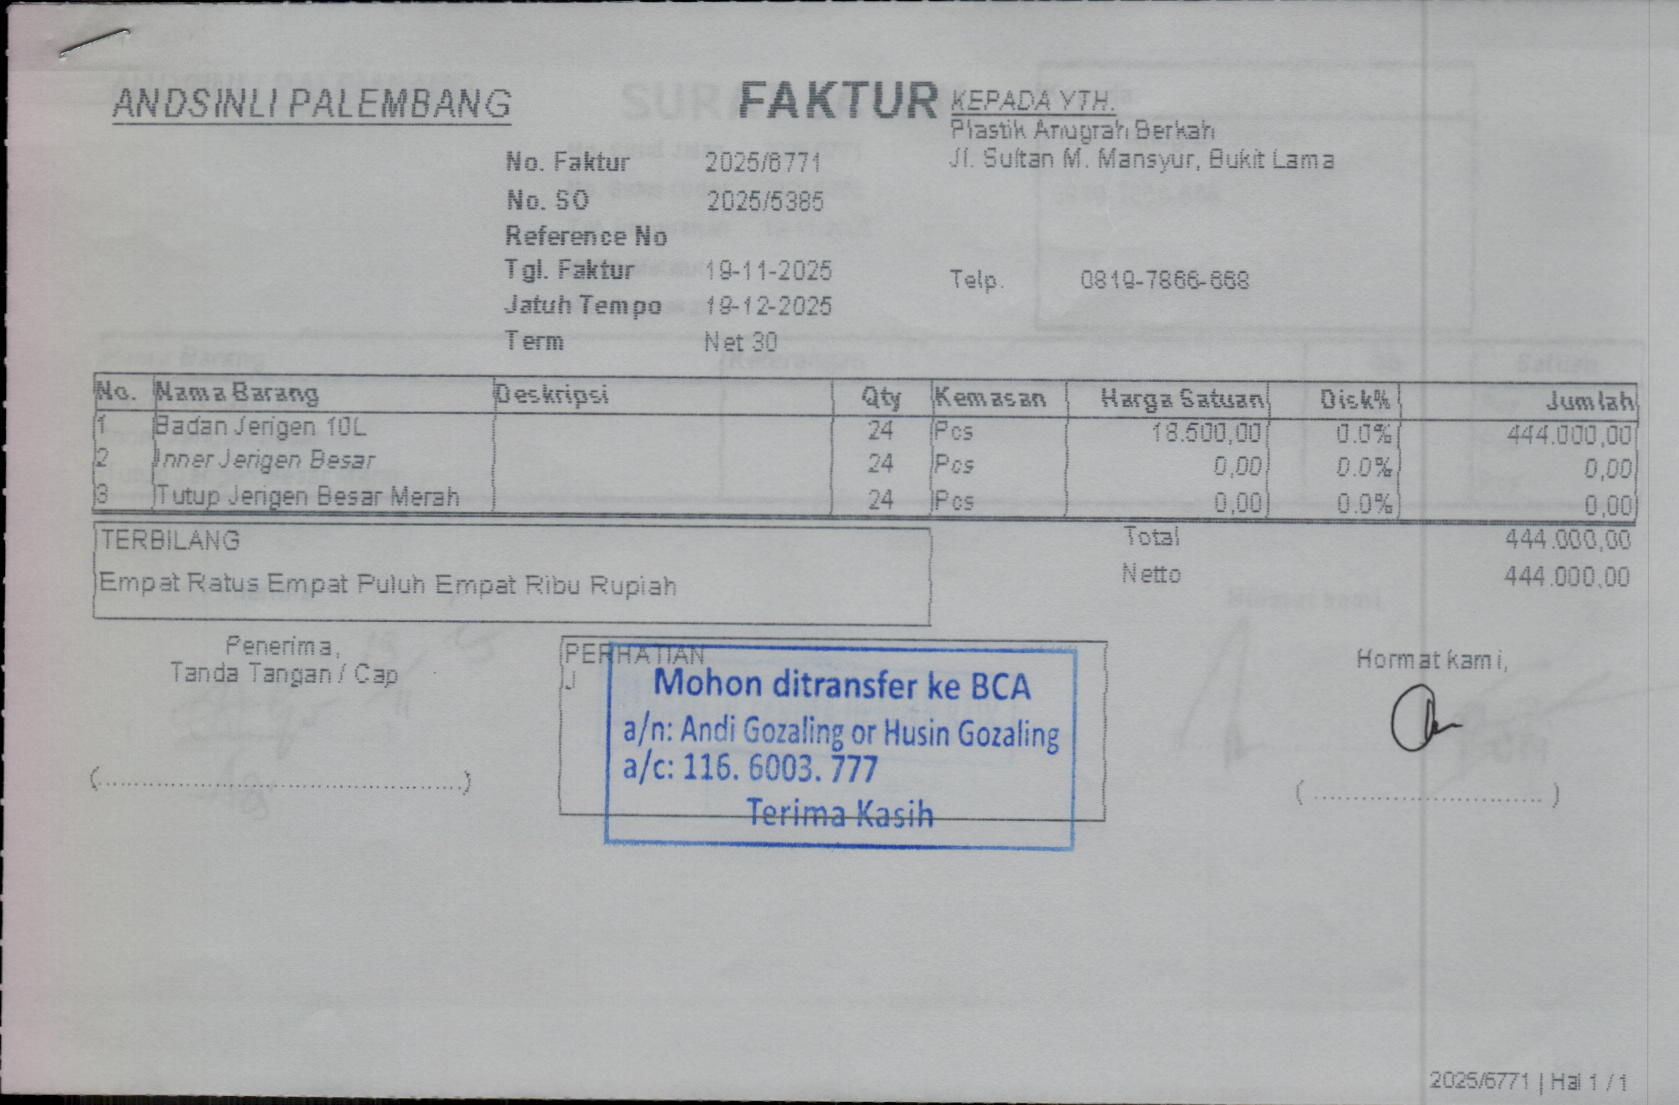 ANDSINLI PALEMBANG
FAKTUR
KEPADA YTH.
Plastik Anugrah Berkah
Jl. Sultan M. Mansyur, Bukit Lama
No. Faktur 2025/6771
No. SO 2025/5385
Reference No
Tgl. Faktur 19-11-2025
Telp. 0819-7866-668
Jatuh Tempo 19-12-2025
Term Net 30
No. Nama Barang Deskripsi Qty Kemasan Harga Satuan Disk% Jumlah
1 Badan Jerigen 10L 24 Pcs 18.500,00 0.0% 444.000,00
2 Inner Jerigen Besar 24 Pcs 0,00 0.0% 0,00
3 Tutup Jerigen Besar Merah 24 Pcs 0,00 0.0% 0,00
TERBILANG
Empat Ratus Empat Puluh Empat Ribu Rupiah
Total 444.000,00
Netto 444.000,00
Penerima,
Tanda Tangan / Cap
PERHATIAN
J
Mohon ditransfer ke BCA
a/n: Andi Gozaling or Husin Gozaling
a/c: 116. 6003. 777
Terima Kasih
Hormat kami,
(............................................)
(............................)
2025/6771 | Hal 1 / 1